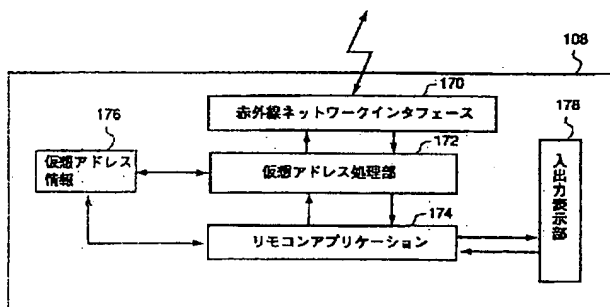 108
170
赤外線ネットワークインタフェース
176
172
178
仮想アドレス
情報
仮想アドレス処理部
入出力表示部
174
リモコンアプリケーション